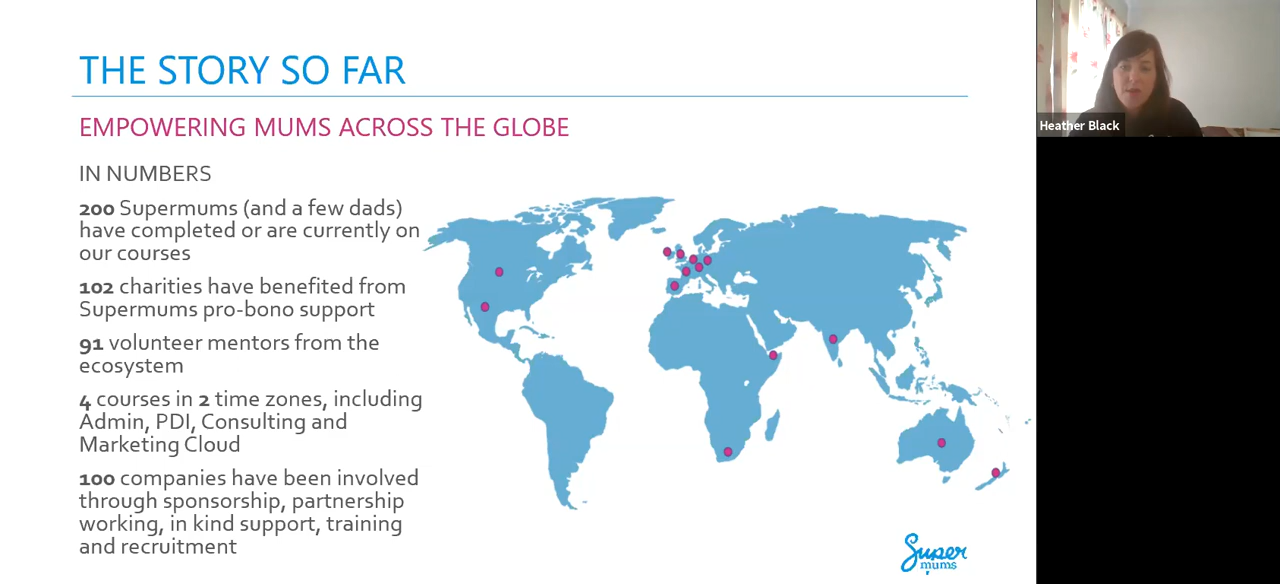 THE STORY SO FAR
EMPOWERING MUMS ACROSS THE GLOBE
IN NUMBERS
200 Supermums (and a few dads)
have completed or are currently on
our courses
102 charities have benefited from
Supermums pro-bono support
91 volunteer mentors from the
ecosystem
4 courses in 2 time zones, including
Admin, PDI, Consulting and
Marketing Cloud
100 companies have been involved
through sponsorship, partnership
working, in kind support, training
and recruitment
Super
mums
Heather Black